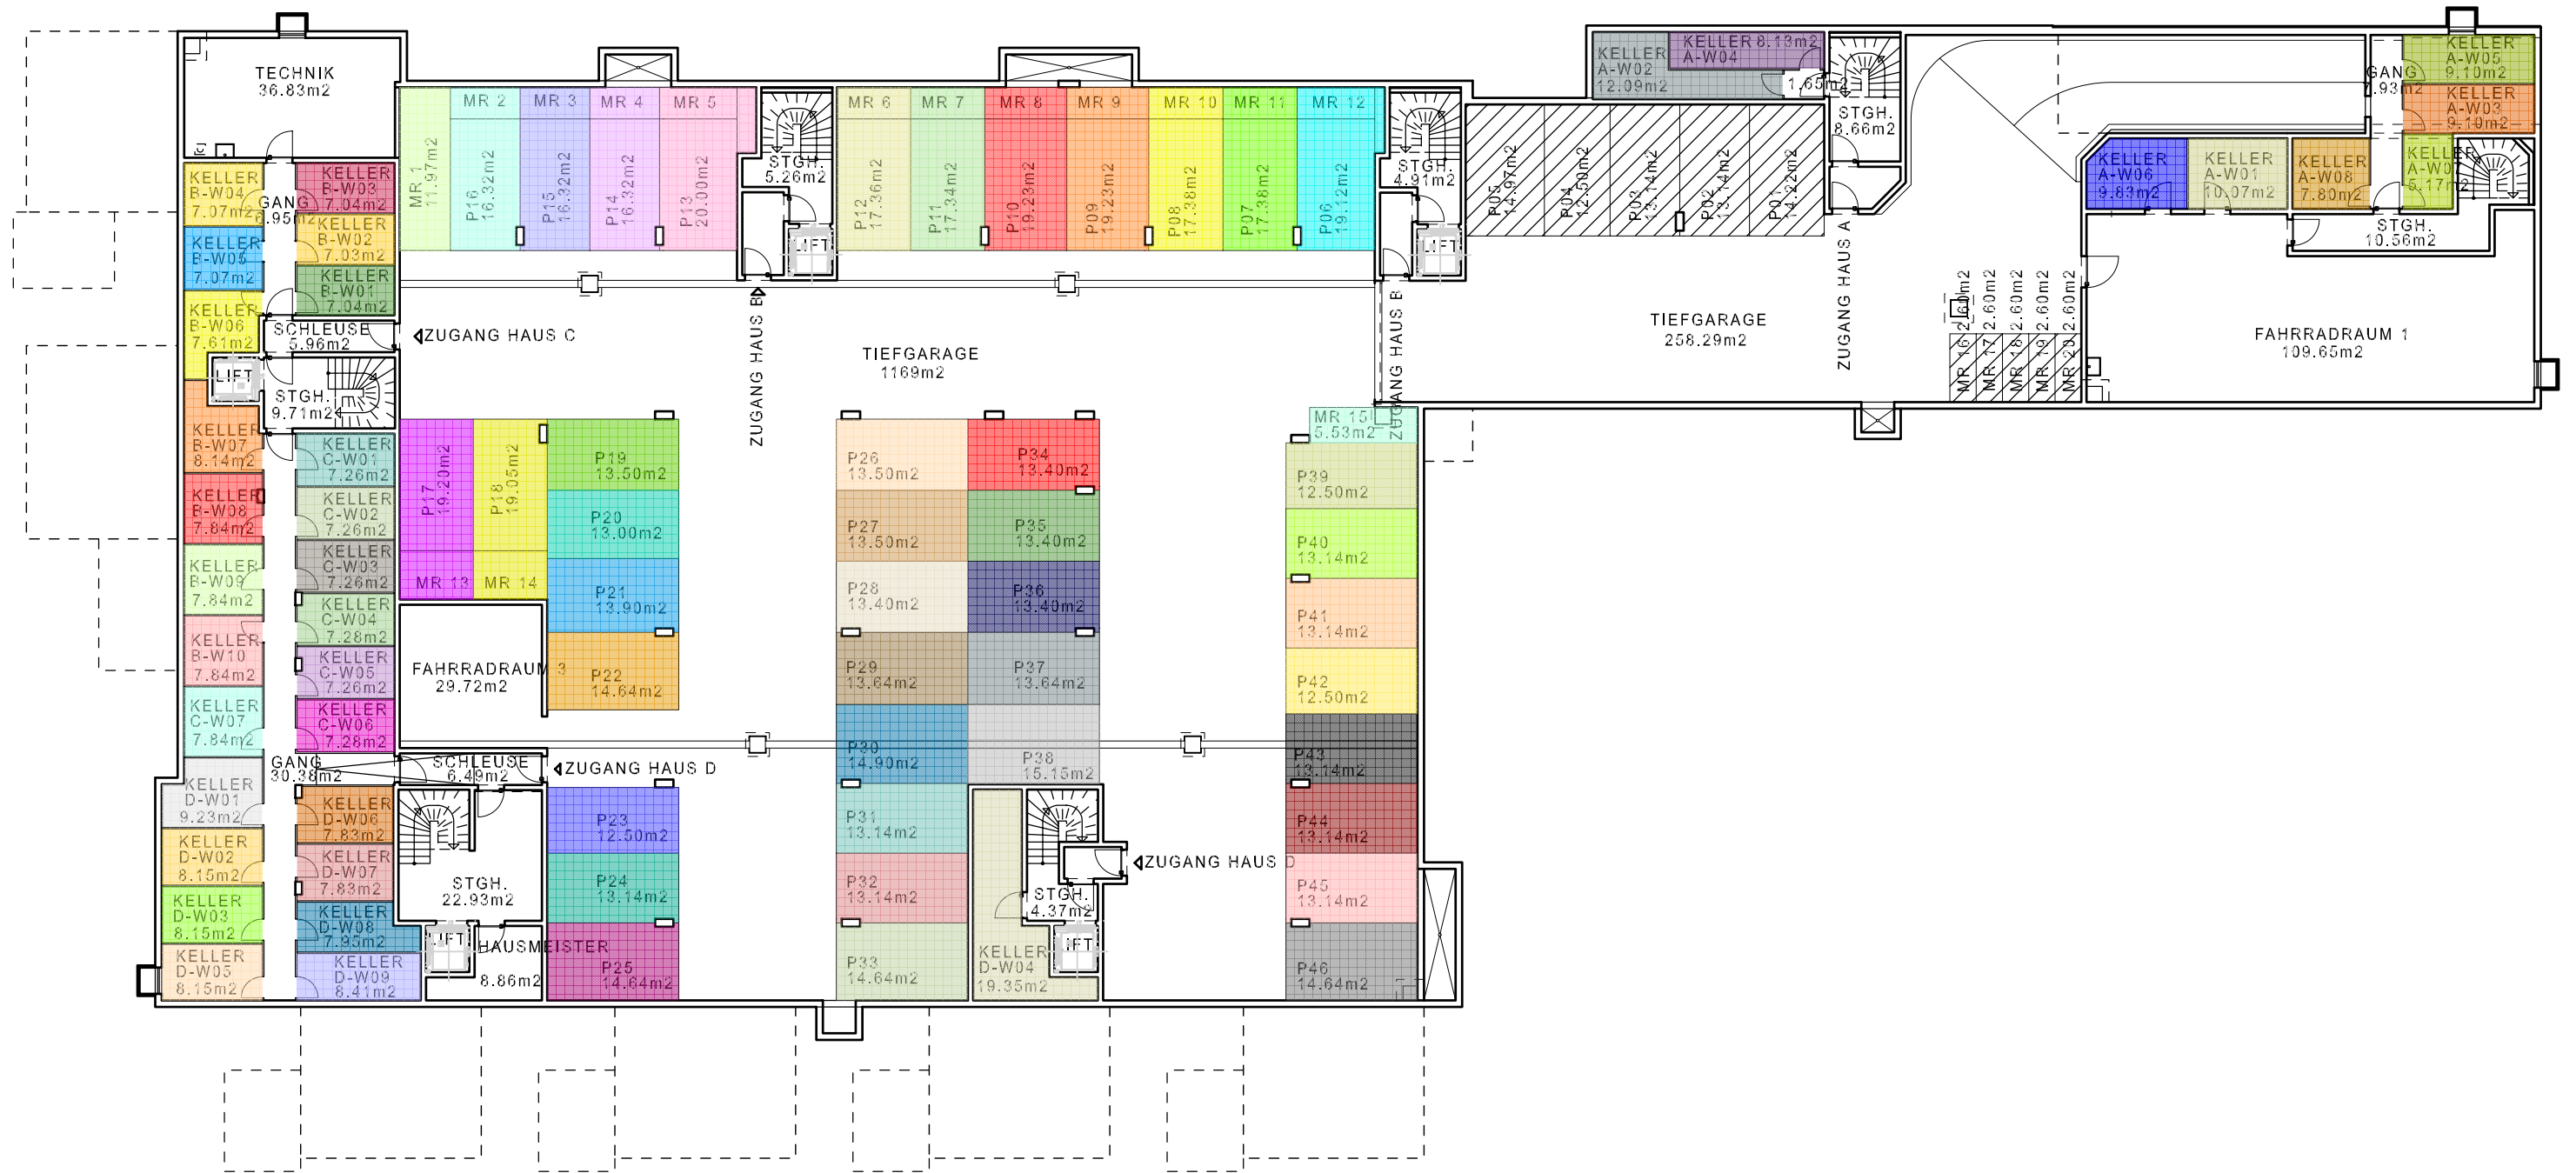 TECHNIK
36.83m2
MR 1
11.97m2
MR 2
P16
16.32m2
MR 3
P15
16.32m2
MR 4
P14
16.32m2
MR 5
P13
20.00m2
STGH.
5.26m2
LIFT
MR 6
P12
17.36m2
MR 7
P11
17.34m2
MR 8
P10
19.23m2
MR 9
P09
19.23m2
MR 10
P08
17.38m2
MR 11
P07
17.38m2
MR 12
P06
19.12m2
STGH.
4.91m2
LIFT
P05
14.97m2
P04
12.50m2
P03
13.14m2
P02
13.14m2
P01
14.22m2
KELLER
A-W02
12.09m2
KELLER 8.13m2
A-W04
1.65m2
STGH.
8.66m2
GANG
7.93m2
KELLER
A-W05
9.10m2
KELLER
A-W03
9.10m2
KELLER
A-W06
9.83m2
KELLER
A-W01
10.07m2
KELLER
A-W08
7.80m2
KELLER
5.17m2
STGH.
10.56m2
KELLER
B-W04
7.07m2
GANG
6.95m2
KELLER
B-W03
7.04m2
KELLER
B-W02
7.03m2
KELLER
B-W05
7.07m2
KELLER
B-W01
7.04m2
KELLER
B-W06
7.61m2
SCHLEUSE
5.96m2
ZUGANG HAUS C
LIFT
STGH.
9.71m2
ZUGANG HAUS B
TIEFGARAGE
1169m2
ZUGANG HAUS B
TIEFGARAGE
258.29m2
ZUGANG HAUS A
MR 16 2.60m2
MR 17 2.60m2
MR 18 2.60m2
MR 19 2.60m2
MR 20 2.60m2
FAHRRADRAUM 1
109.65m2
KELLER
B-W07
8.14m2
KELLER
B-W08
7.84m2
KELLER
B-W09
7.84m2
KELLER
B-W10
7.84m2
KELLER
C-W07
7.84m2
KELLER
C-W01
7.26m2
KELLER
C-W02
7.26m2
KELLER
C-W03
7.26m2
KELLER
C-W04
7.28m2
KELLER
C-W05
7.26m2
KELLER
C-W06
7.28m2
P17
19.20m2
MR 13
P18
19.05m2
MR 14
P19
13.50m2
P20
13.00m2
P21
13.90m2
P22
14.64m2
FAHRRADRAUM 3
29.72m2
P26
13.50m2
P27
13.50m2
P28
13.40m2
P29
13.64m2
P30
14.90m2
P31
13.14m2
P32
13.14m2
P33
14.64m2
P34
13.40m2
P35
13.40m2
P36
13.40m2
P37
13.64m2
P38
15.15m2
MR 15
5.53m2
P39
12.50m2
P40
13.14m2
P41
13.14m2
P42
12.50m2
P43
13.14m2
P44
13.14m2
P45
13.14m2
P46
14.64m2
GANG
30.38m2
SCHLEUSE
6.49m2
ZUGANG HAUS D
KELLER
D-W01
9.23m2
KELLER
D-W02
8.15m2
KELLER
D-W03
8.15m2
KELLER
D-W05
8.15m2
KELLER
D-W06
7.83m2
KELLER
D-W07
7.83m2
KELLER
D-W08
7.95m2
KELLER
D-W09
8.41m2
STGH.
22.93m2
LIFT
HAUSMEISTER
8.86m2
P23
12.50m2
P24
13.14m2
P25
14.64m2
KELLER
D-W04
19.35m2
STGH.
4.37m2
LIFT
ZUGANG HAUS D